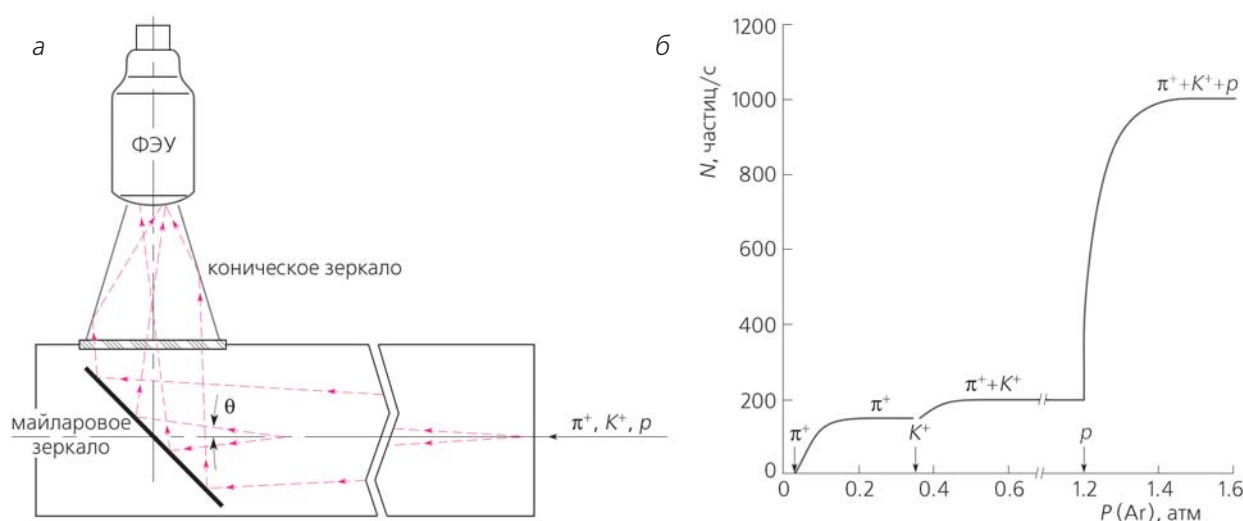 а
ФЭУ
коническое зеркало
майларовое
зеркало
θ
π⁺, K⁺, p
б
N, частиц/с
1200
1000
800
600
400
200
0
π⁺
π⁺
K⁺
π⁺+K⁺
p
π⁺+K⁺+p
0
0.2
0.4
0.6
1.2
1.4
1.6
P (Ar), атм